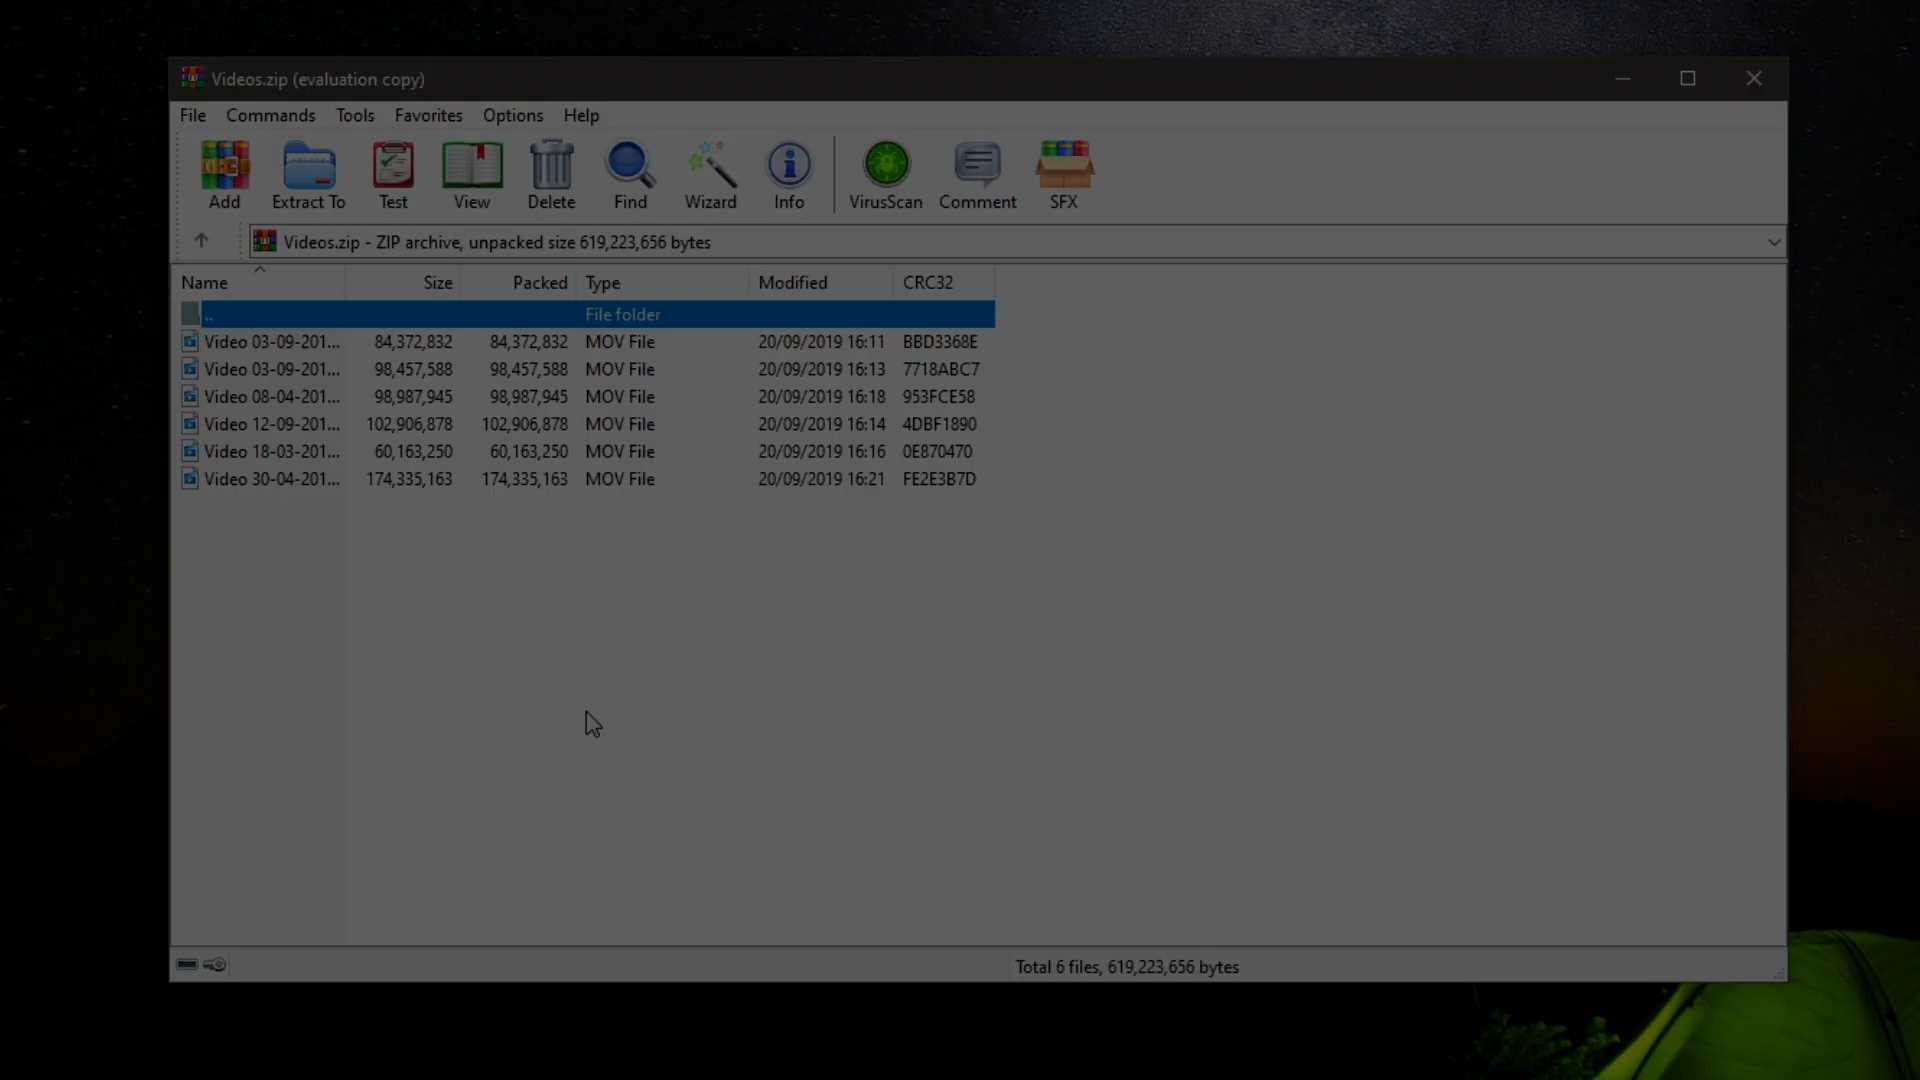 Videos.zip (evaluation copy)
File Commands Tools Favorites Options Help
Add Extract To Test View Delete Find Wizard Info VirusScan Comment SFX
Videos.zip - ZIP archive, unpacked size 619,223,656 bytes
Name Size Packed Type Modified CRC32
.. File folder
Video 03-09-201... 84,372,832 84,372,832 MOV File 20/09/2019 16:11 BBD3368E
Video 03-09-201... 98,457,588 98,457,588 MOV File 20/09/2019 16:13 7718ABC7
Video 08-04-201... 98,987,945 98,987,945 MOV File 20/09/2019 16:18 953FCE58
Video 12-09-201... 102,906,878 102,906,878 MOV File 20/09/2019 16:14 4DBF1890
Video 18-03-201... 60,163,250 60,163,250 MOV File 20/09/2019 16:16 0E870470
Video 30-04-201... 174,335,163 174,335,163 MOV File 20/09/2019 16:21 FE2E3B7D
Total 6 files, 619,223,656 bytes